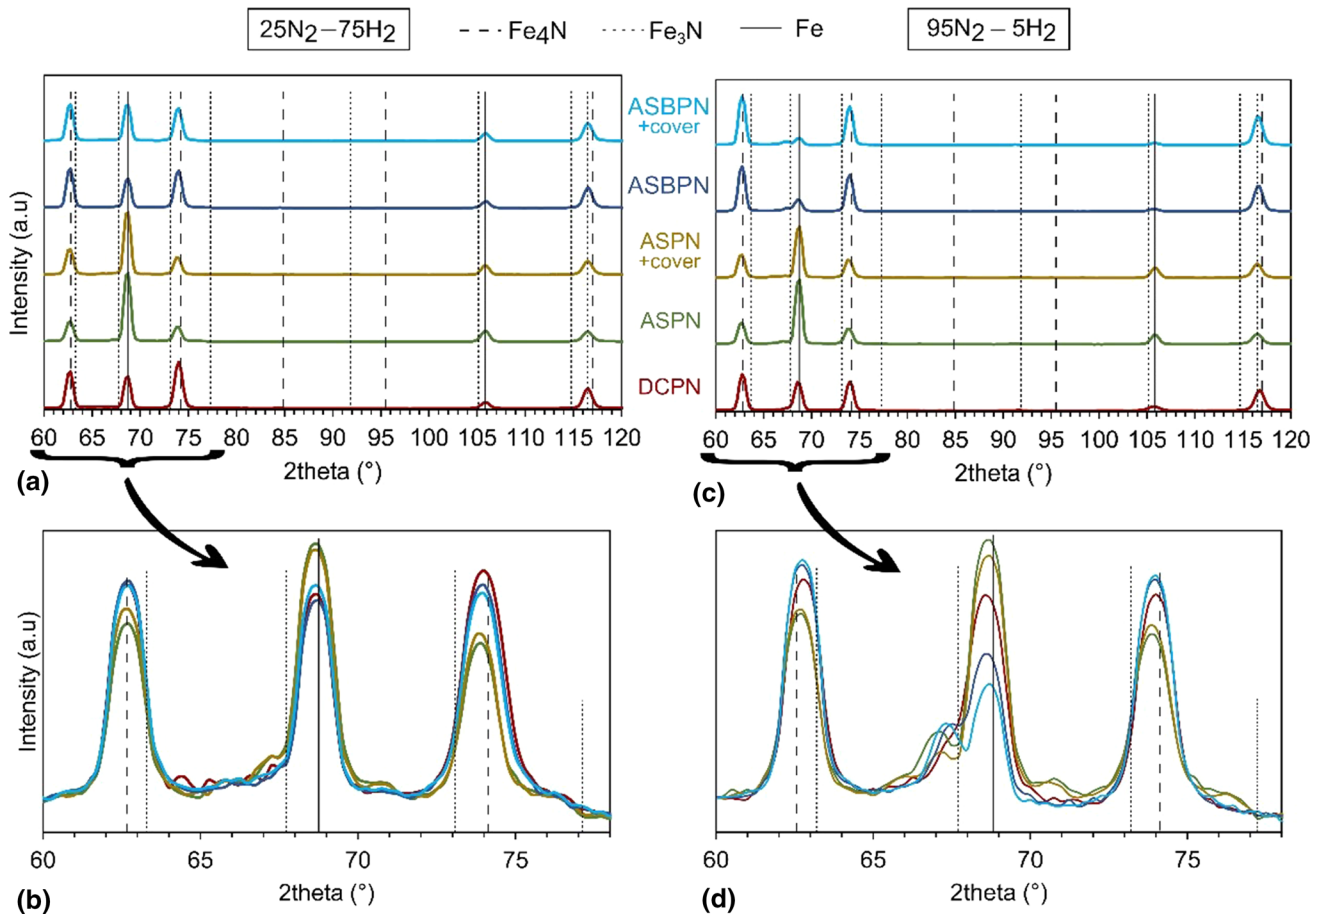 25N2–75H2
Fe4N
Fe3N
Fe
95N2–5H2
Intensity (a.u)
ASBPN
+cover
ASBPN
ASPN
+cover
ASPN
DCPN
60 65 70 75 80 85 90 95 100 105 110 115 120
2theta (°)
(a)
60 65 70 75 80 85 90 95 100 105 110 115 120
2theta (°)
(c)
Intensity (a.u)
60 65 70 75
2theta (°)
(b)
60 65 70 75
2theta (°)
(d)